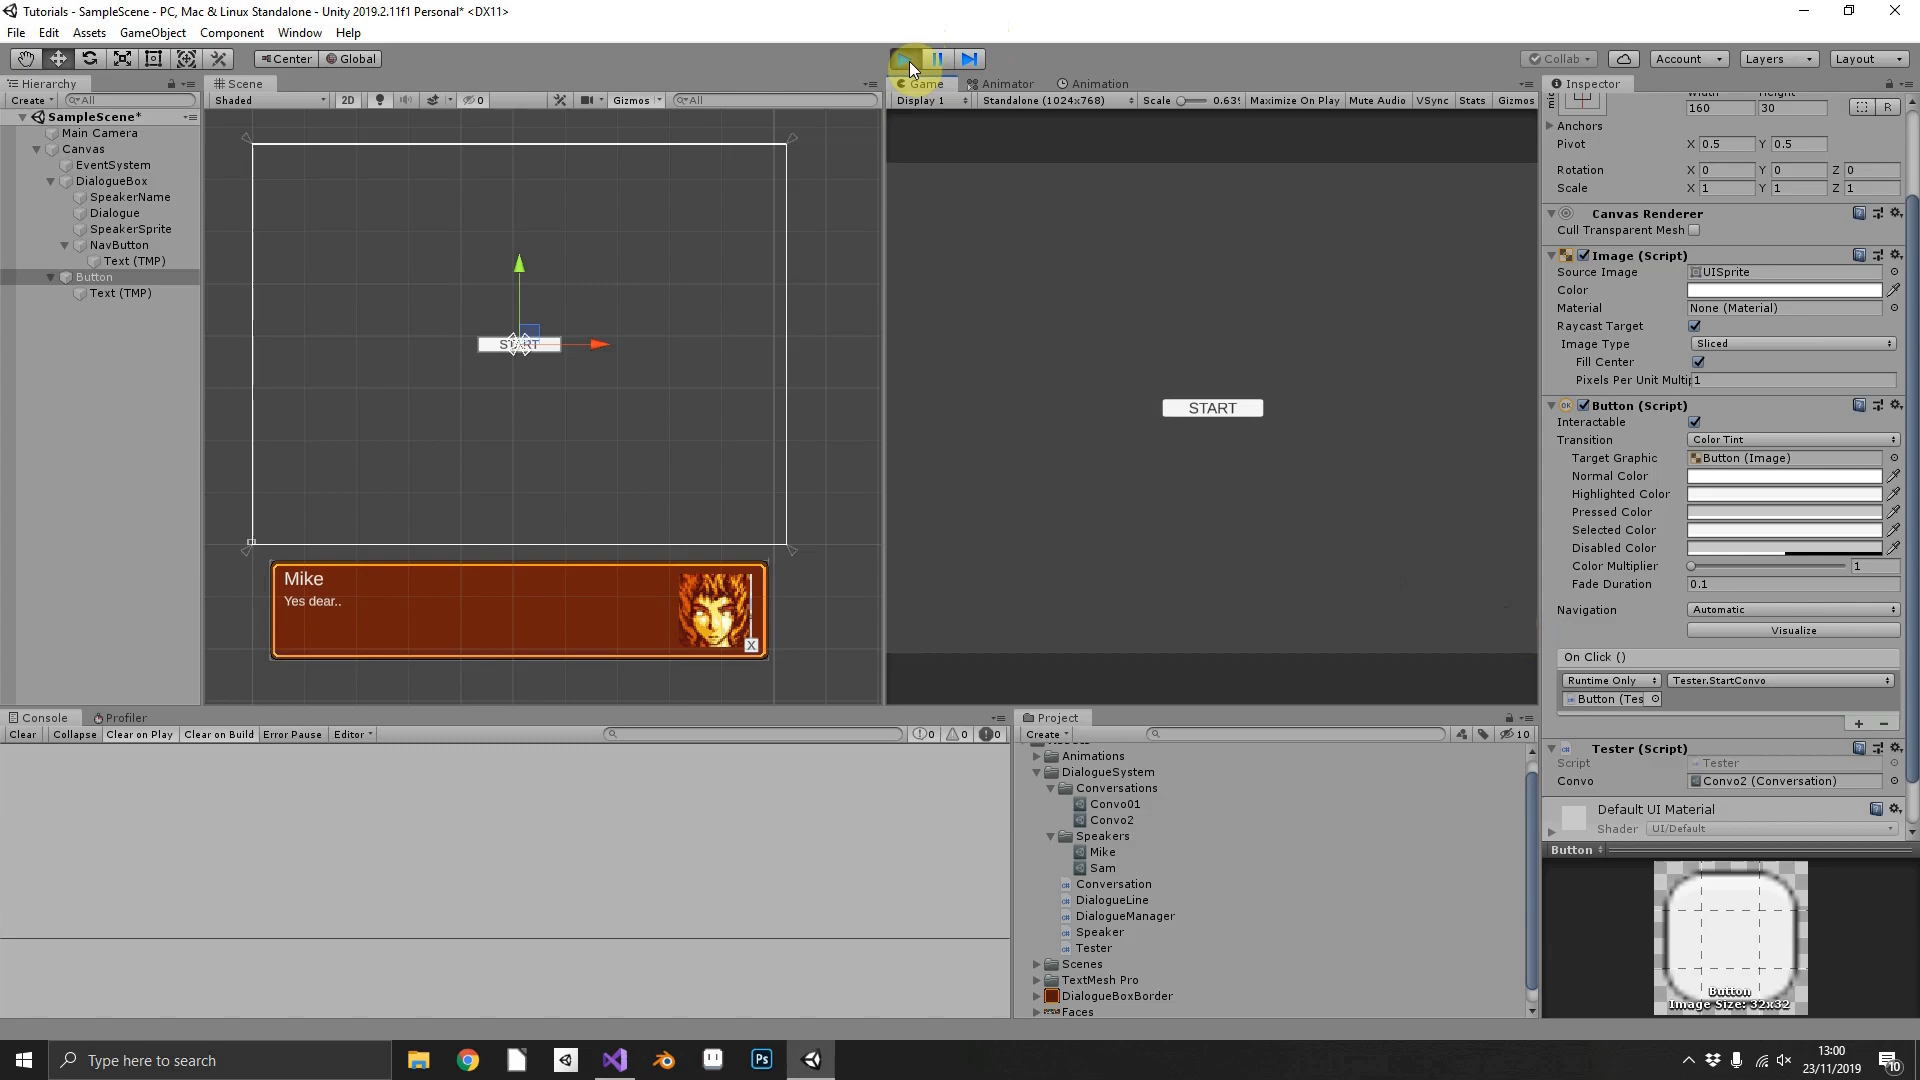 Tutorials - SampleScene - PC, Mac & Linux Standalone - Unity 2019.2.11f1 Personal* <DX11>
File Edit Assets GameObject Component Window Help
Center Global
Collab Account Layers Layout
Hierarchy
Create All
SampleScene*
Main Camera
Canvas
EventSystem
DialogueBox
SpeakerName
Dialogue
SpeakerSprite
NavButton
Text (TMP)
Button
Text (TMP)
Scene
Shaded 2D 0 Gizmos All
START
Mike
Yes dear..
X
Game Animator Animation
Display 1 Standalone (1024x768) Scale 0.639 Maximize On Play Mute Audio VSync Stats Gizmos
START
Inspector
Width Height
160 30
R
Anchors
Pivot X 0.5 Y 0.5
Rotation X 0 Y 0 Z 0
Scale X 1 Y 1 Z 1
Canvas Renderer
Cull Transparent Mesh
Image (Script)
Source Image UISprite
Color
Material None (Material)
Raycast Target
Image Type Sliced
Fill Center
Pixels Per Unit Multip 1
Button (Script)
Interactable
Transition Color Tint
Target Graphic Button (Image)
Normal Color
Highlighted Color
Pressed Color
Selected Color
Disabled Color
Color Multiplier 1
Fade Duration 0.1
Navigation Automatic
Visualize
On Click ()
Runtime Only Tester.StartConvo
Button (Tes
+ −
Tester (Script)
Script Tester
Convo Convo2 (Conversation)
Default UI Material
Shader UI/Default
Button
Button
Image Size: 32x32
Console Profiler
Clear Collapse Clear on Play Clear on Build Error Pause Editor 0 0 0
Project
Create 10
Animations
DialogueSystem
Conversations
Convo01
Convo2
Speakers
Mike
Sam
Conversation
DialogueLine
DialogueManager
Speaker
Tester
Scenes
TextMesh Pro
DialogueBoxBorder
Faces
Type here to search
Ps
13:00
23/11/2019
10